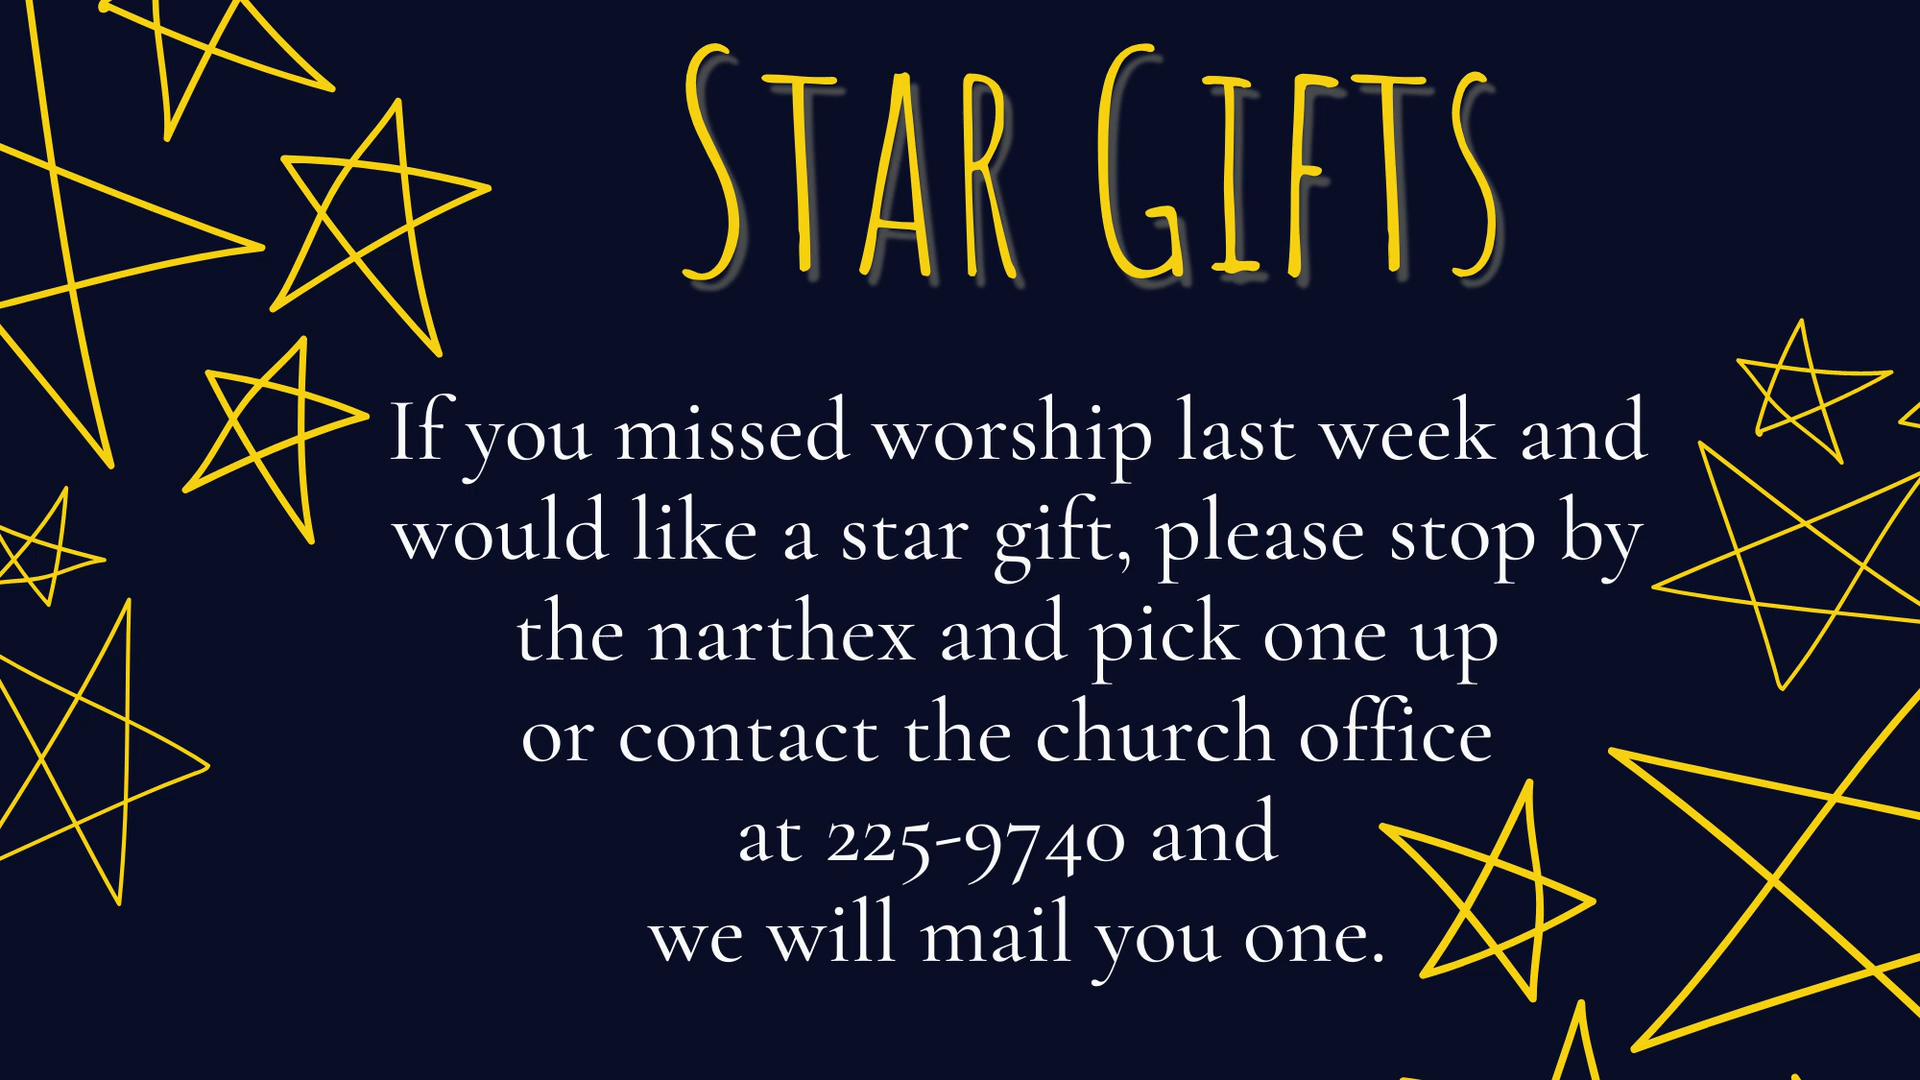 Star Gifts
If you missed worship last week and
would like a star gift, please stop by
the narthex and pick one up
or contact the church office
at 225-9740 and
we will mail you one.